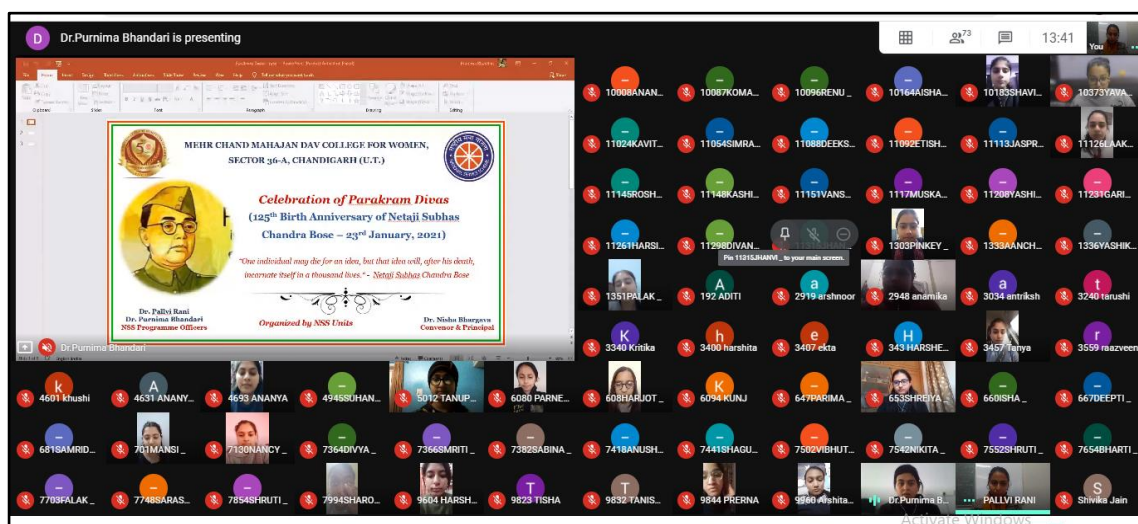 D Dr.Purnima Bhandari is presenting
73
13:41
You
MEHR CHAND MAHAJAN DAV COLLEGE FOR WOMEN,
SECTOR 36-A, CHANDIGARH (U.T.)
Celebration of Parakram Divas
(125th Birth Anniversary of Netaji Subhas
Chandra Bose – 23rd January, 2021)
"One individual may die for an idea, but that idea will, after his death,
incarnate itself in a thousand lives." - Netaji Subhas Chandra Bose
Dr. Pallvi Rani
Dr. Purnima Bhandari
NSS Programme Officers
Organized by NSS Units
Dr. Nisha Bhargava
Convenor & Principal
Dr.Purnima Bhandari
10008ANAN... 10087KOMA... 10096RENU _ 10164AISHA... 10183SHAVI... 10373YAVA...
11024KAVIT... 11054SIMRA... 11088DEEKS... 11092ETISH... 11113JASPR... 11126LAAK...
11145ROSH... 11148KASHI... 11151VANS... 1117MUSKA... 11208YASHI... 11231GARI...
11261HARSI... 11298DIVAN... 1303PINKEY _ 1333AANCH... 1336YASHIK...
Pin 11315JHANVI _ to your main screen.
1351PALAK _ A 192 ADITI a 2919 arshnoor 2948 anamika a 3034 antriksh t 3240 tarushi
K 3340 Kritika h 3400 harshita e 3407 ekta H 343 HARSHE... 3457 Tanya r 3559 raazveen
k 4601 khushi A 4631 ANANY... 4693 ANANYA 4945SUHAN... 5012 TANUP... 6080 PARNE... 608HARJOT _ K 6094 KUNJ 647PARIMA _ 653SHREIYA _ 660ISHA _ 667DEEPTI...
681SAMRID... 701MANSI _ 7130NANCY _ 7364DIVYA _ 7366SMRITI _ 7382SABINA _ 7418ANUSH... 7441SHAGU... 7502VIBHUT... 7542NIKITA _ 7552SHRUTI _ 7654BHARTI _
7703FALAK _ 7748SARAS... 7854SHRUTI _ 7994SHARO... 9604 HARSH... T 9823 TISHA T 9832 TANIS... 9844 PRERNA 9960 Arshita... Dr.Purnima B... PALLVI RANI S Shivika Jain
Activate Windows